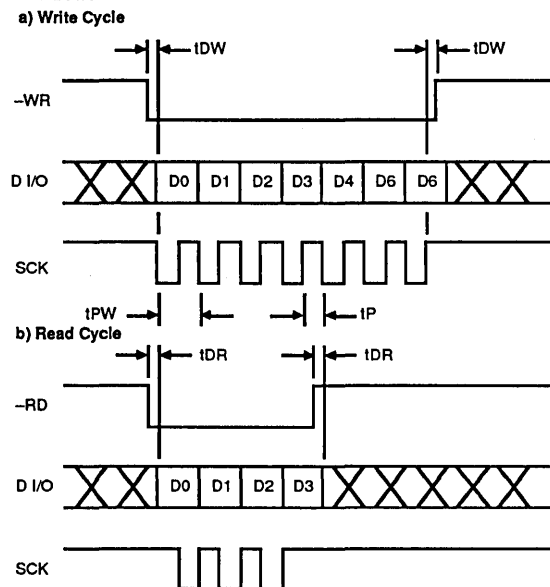 a) Write Cycle
tDW
tDW
–WR
D I/O
D0 D1 D2 D3 D4 D6 D6
SCK
tPW
tP
b) Read Cycle
tDR
tDR
–RD
D I/O
D0 D1 D2 D3
SCK